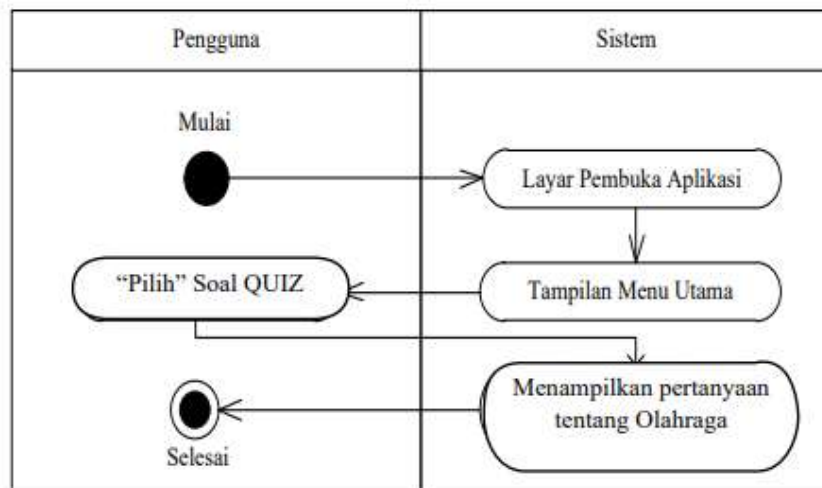 Pengguna
Sistem
Mulai
Layar Pembuka Aplikasi
“Pilih” Soal QUIZ
Tampilan Menu Utama
Menampilkan pertanyaan
tentang Olahraga
Selesai